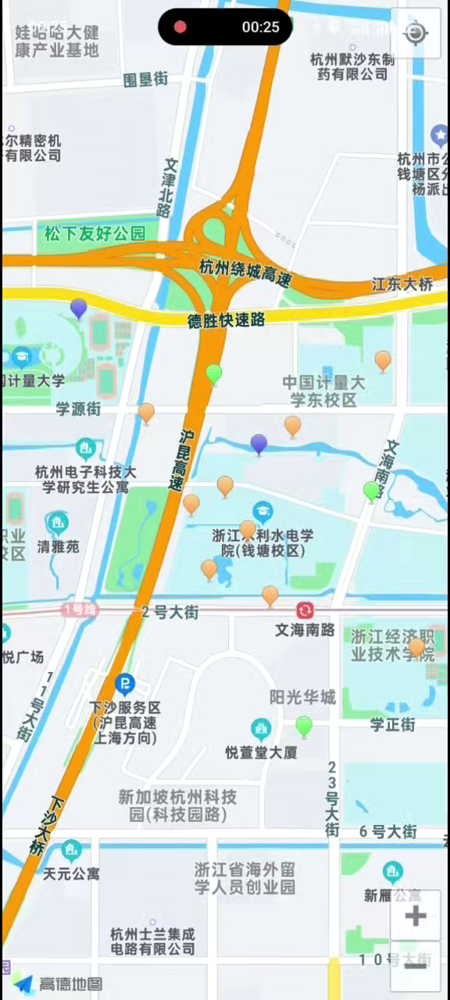 00:25
娃哈哈大健
康产业基地
杭州默沙东制
药有限公司
围垦街
尔精密机
有限公司
杭州市公
钱塘区分
杨派出
文津北路
松下友好公园
杭州绕城高速
江东大桥
德胜快速路
国计量大学
中国计量大
学东校区
学源街
沪昆高速
文海南路
杭州电子科技大
学研究生公寓
浙江水利水电学
院(钱塘校区)
清雅苑
职业
校区
1号线
2号大街
文海南路
浙江经济职
业技术学院
悦广场
11号大街
P
下沙服务区
(沪昆高速
上海方向)
阳光华城
学正街
悦萱堂大厦
23号大街
新加坡杭州科技
园(科技园路)
下沙大桥
6号大街
天元公寓
浙江省海外留
学人员创业园
新雁公寓
杭州士兰集成
电路有限公司
10号大街
园
高德地图